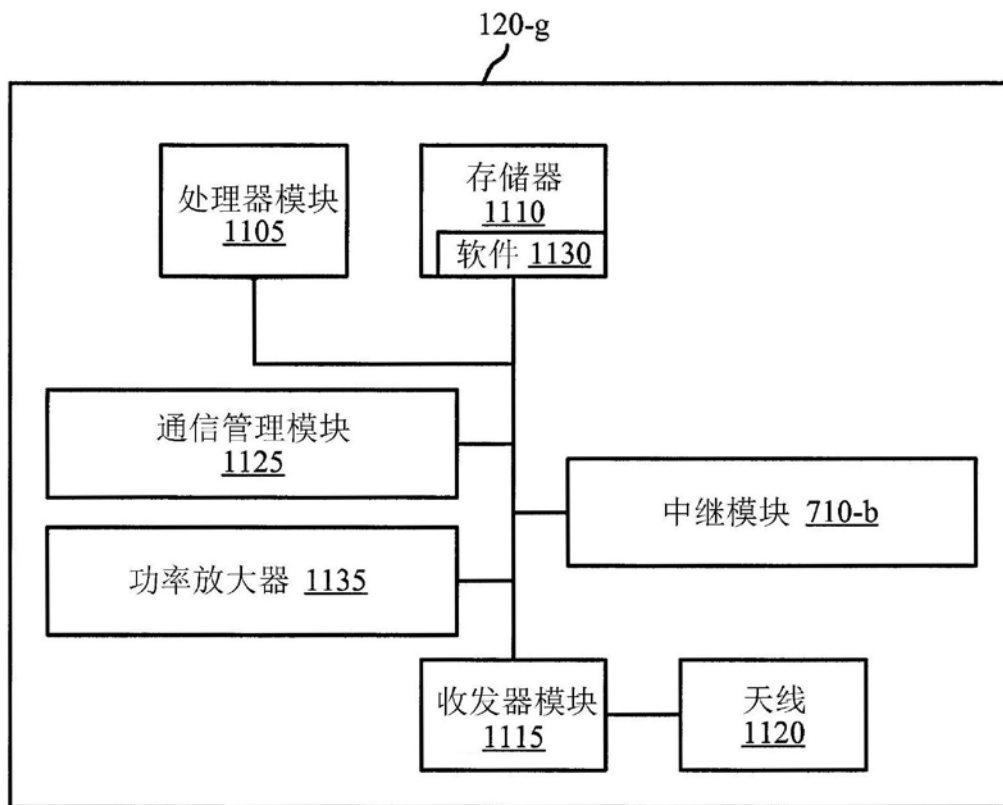 120-g
处理器模块
1105
存储器
1110
软件 1130
通信管理模块
1125
中继模块 710-b
功率放大器 1135
收发器模块
1115
天线
1120